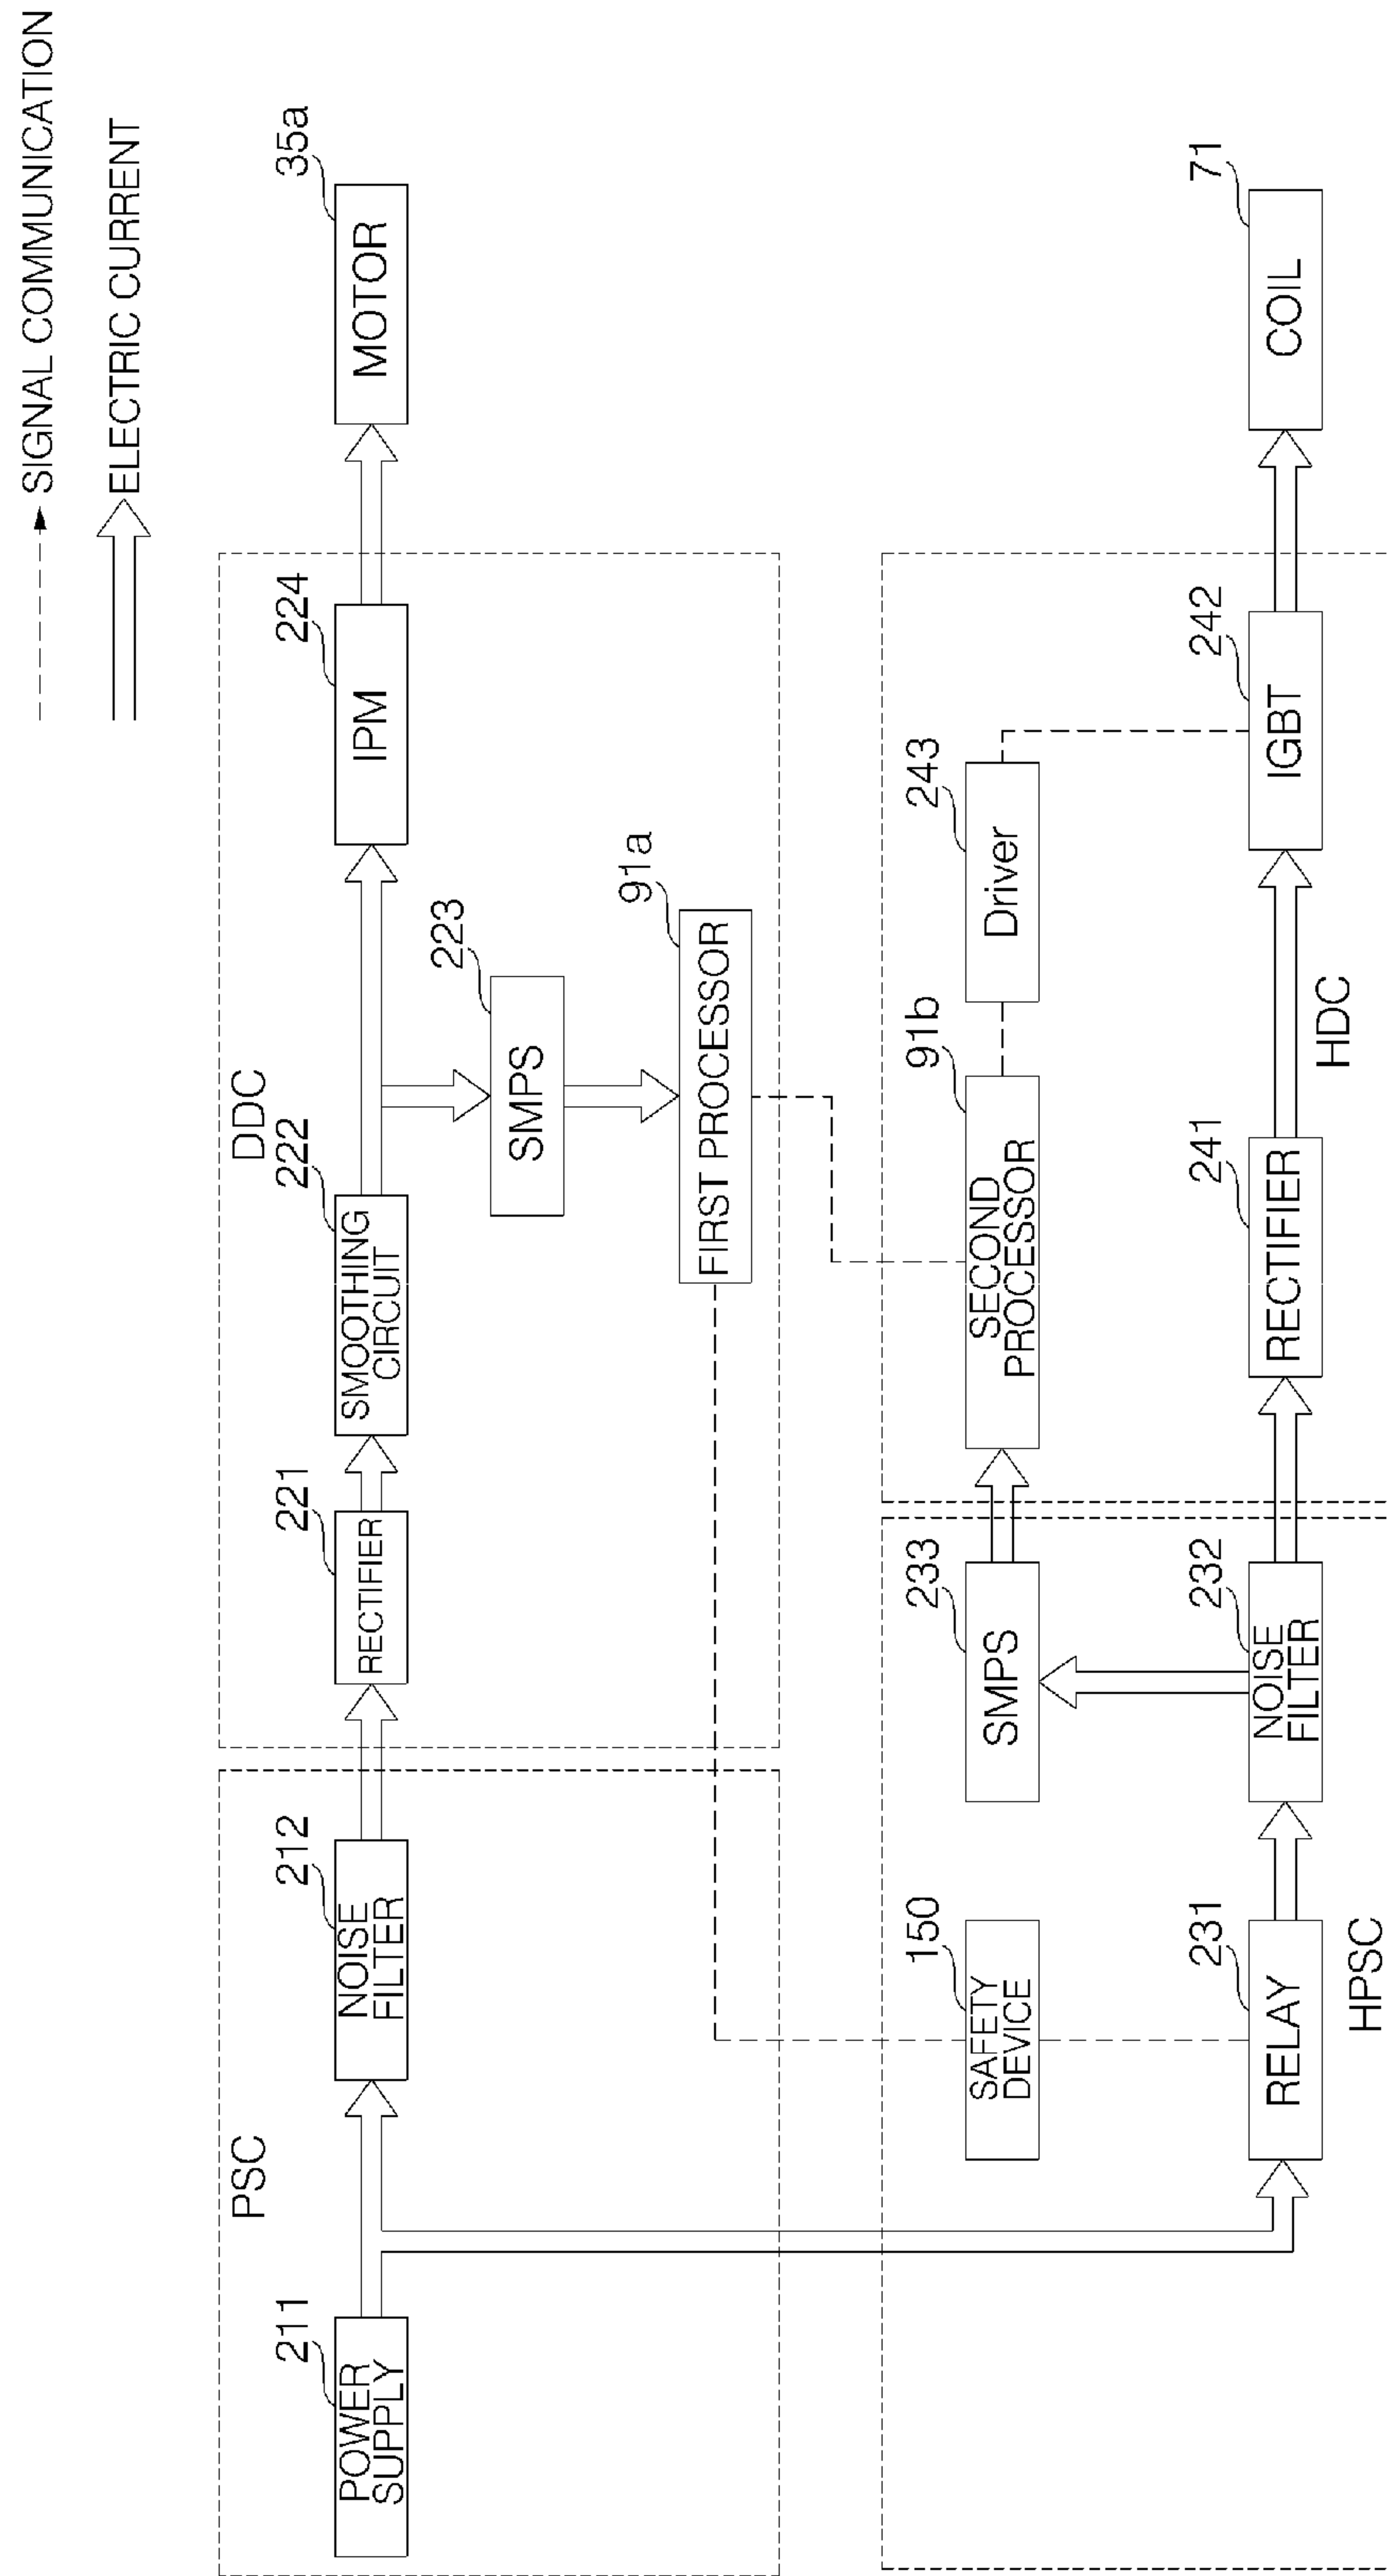 SIGNAL COMMUNICATION
ELECTRIC CURRENT
PSC
DDC
211
212
221
222
224
35a
POWER
SUPPLY
NOISE
FILTER
RECTIFIER
SMOOTHING
CIRCUIT
IPM
MOTOR
223
SMPS
91a
FIRST PROCESSOR
150
233
91b
243
SAFETY
DEVICE
SMPS
SECOND
PROCESSOR
Driver
231
232
241
242
71
RELAY
NOISE
FILTER
RECTIFIER
IGBT
COIL
HPSC
HDC